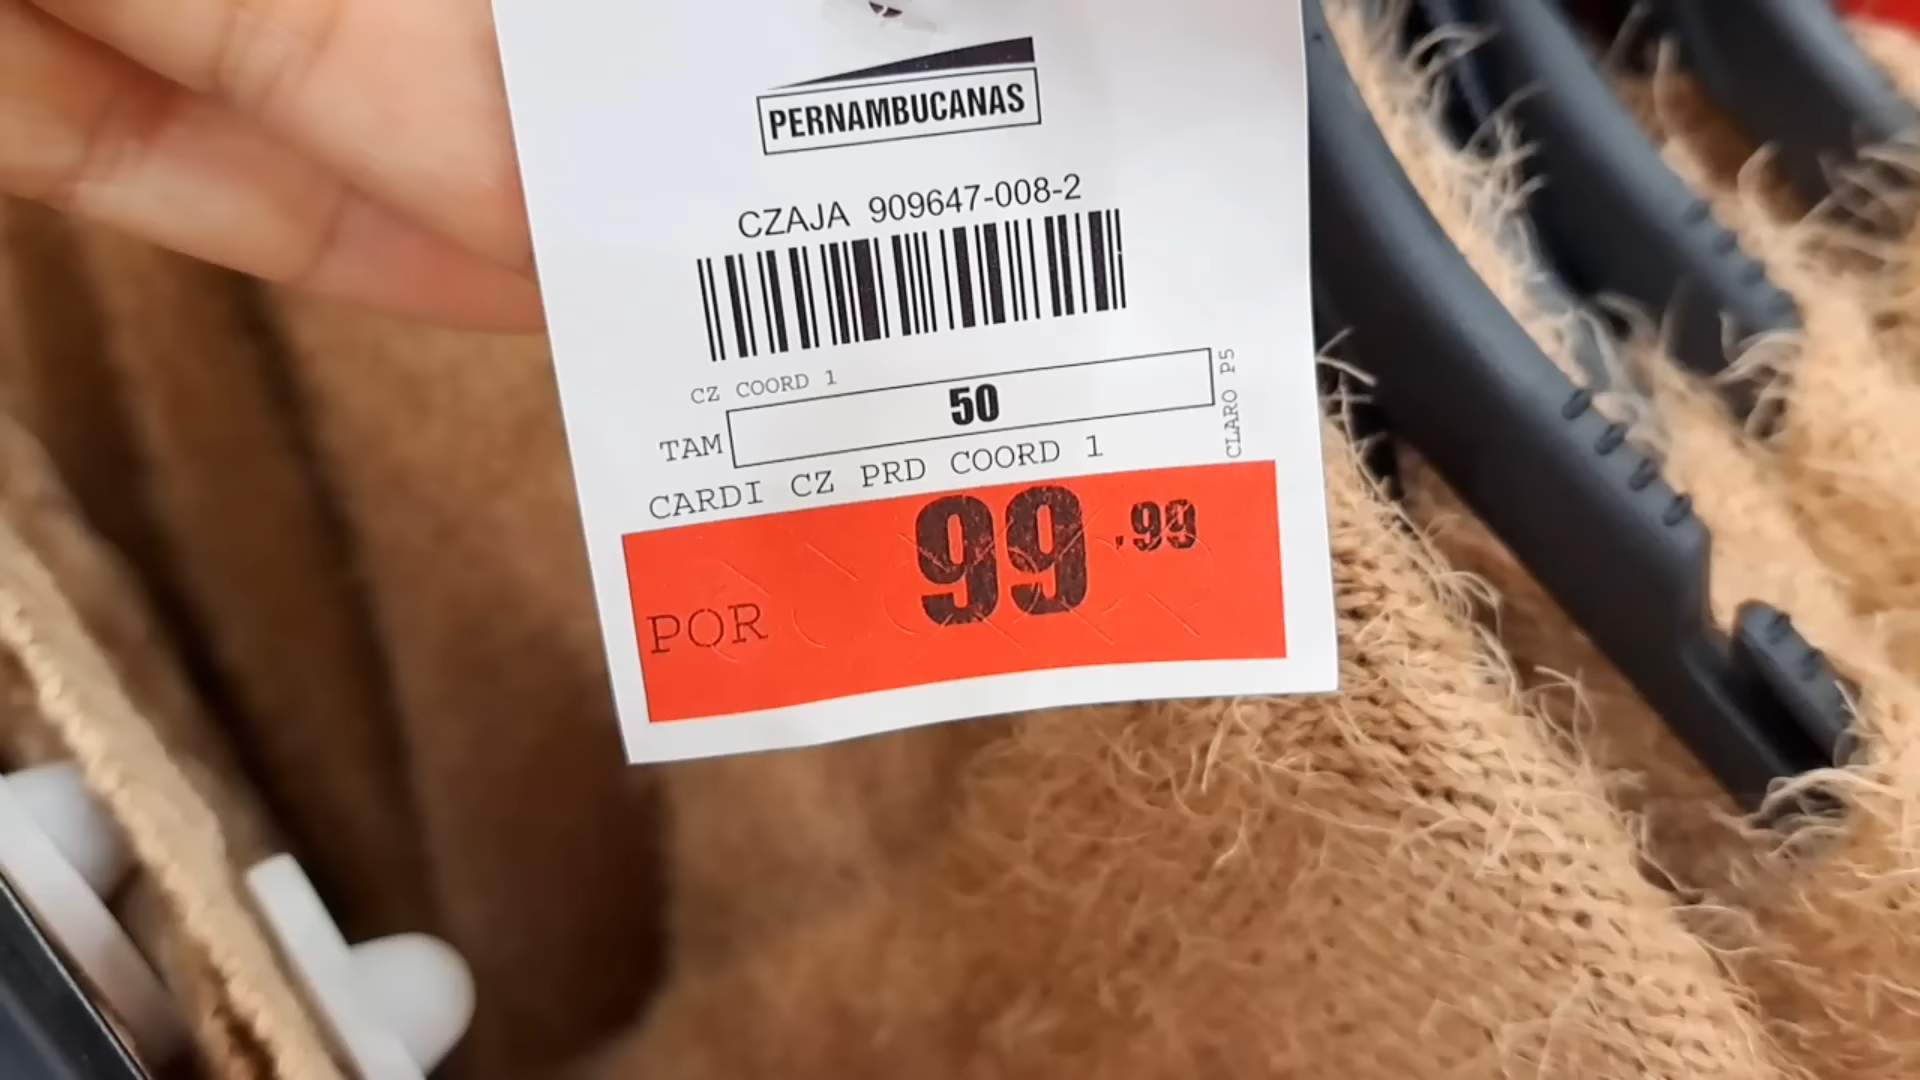 PERNAMBUCANAS
CZAJA 909647-008-2
CZ COORD 1
TAM 50
CLARO P5
CARDI CZ PRD COORD 1
POR 99,99